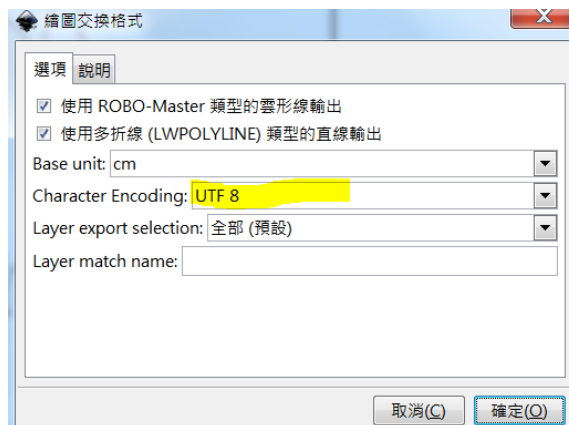 繪圖交換格式
選項 說明
使用 ROBO-Master 類型的雲形線輸出
使用多折線 (LWPOLYLINE) 類型的直線輸出
Base unit: cm
Character Encoding: UTF 8
Layer export selection: 全部 (預設)
Layer match name:
取消(C) 確定(O)